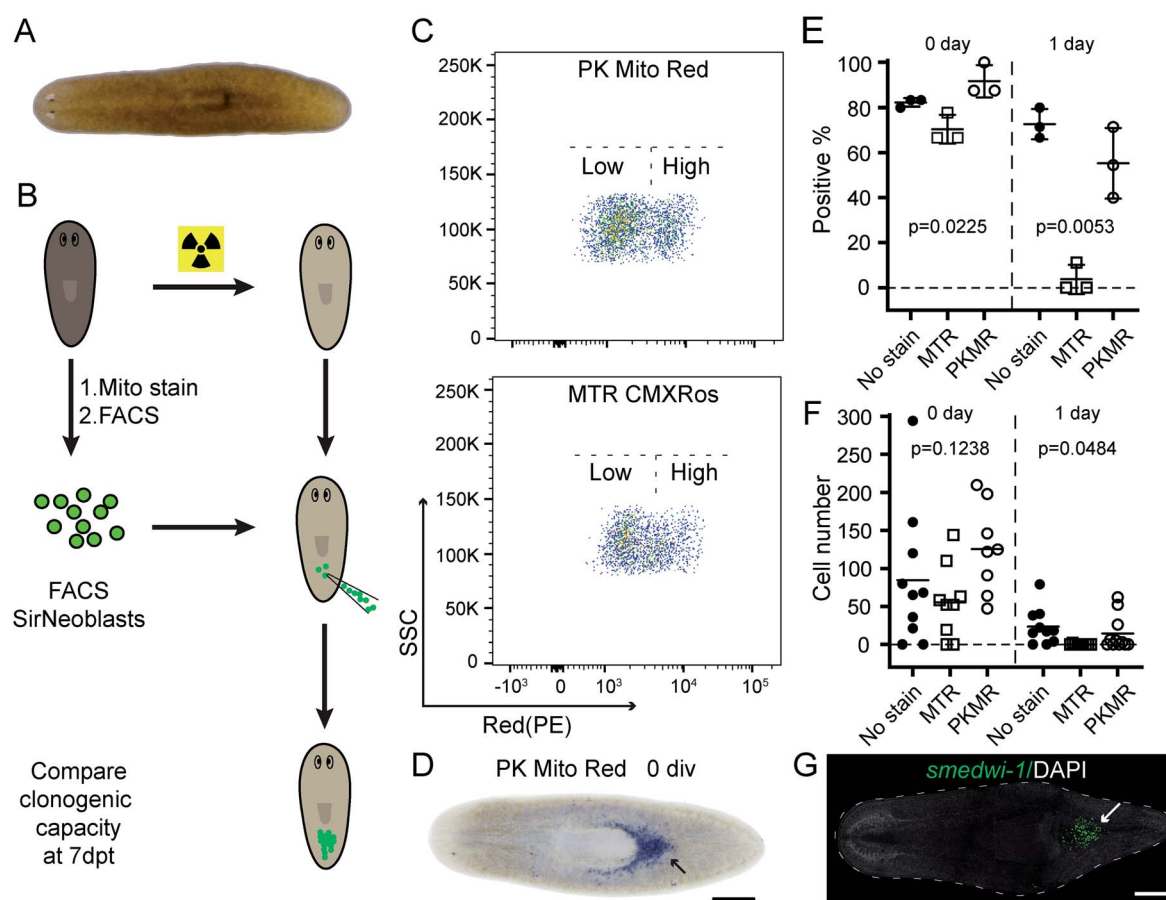 A
B
1.Mito stain
2.FACS
FACS
SirNeoblasts
Compare
clonogenic
capacity
at 7dpt
C
250K
200K
150K
100K
50K
0
PK Mito Red
Low
High
250K
200K
150K
100K
50K
0
MTR CMXRos
Low
High
SSC
-10³
0
10³
10⁴
10⁵
Red(PE)
D
PK Mito Red 0 div
E
0 day
1 day
100
80
60
40
20
0
Positive %
p=0.0225
p=0.0053
No stain
MTR
PKMR
No stain
MTR
PKMR
F
0 day
1 day
300
250
200
150
100
50
0
Cell number
p=0.1238
p=0.0484
No stain
MTR
PKMR
No stain
MTR
PKMR
G
smedwi-1/DAPI